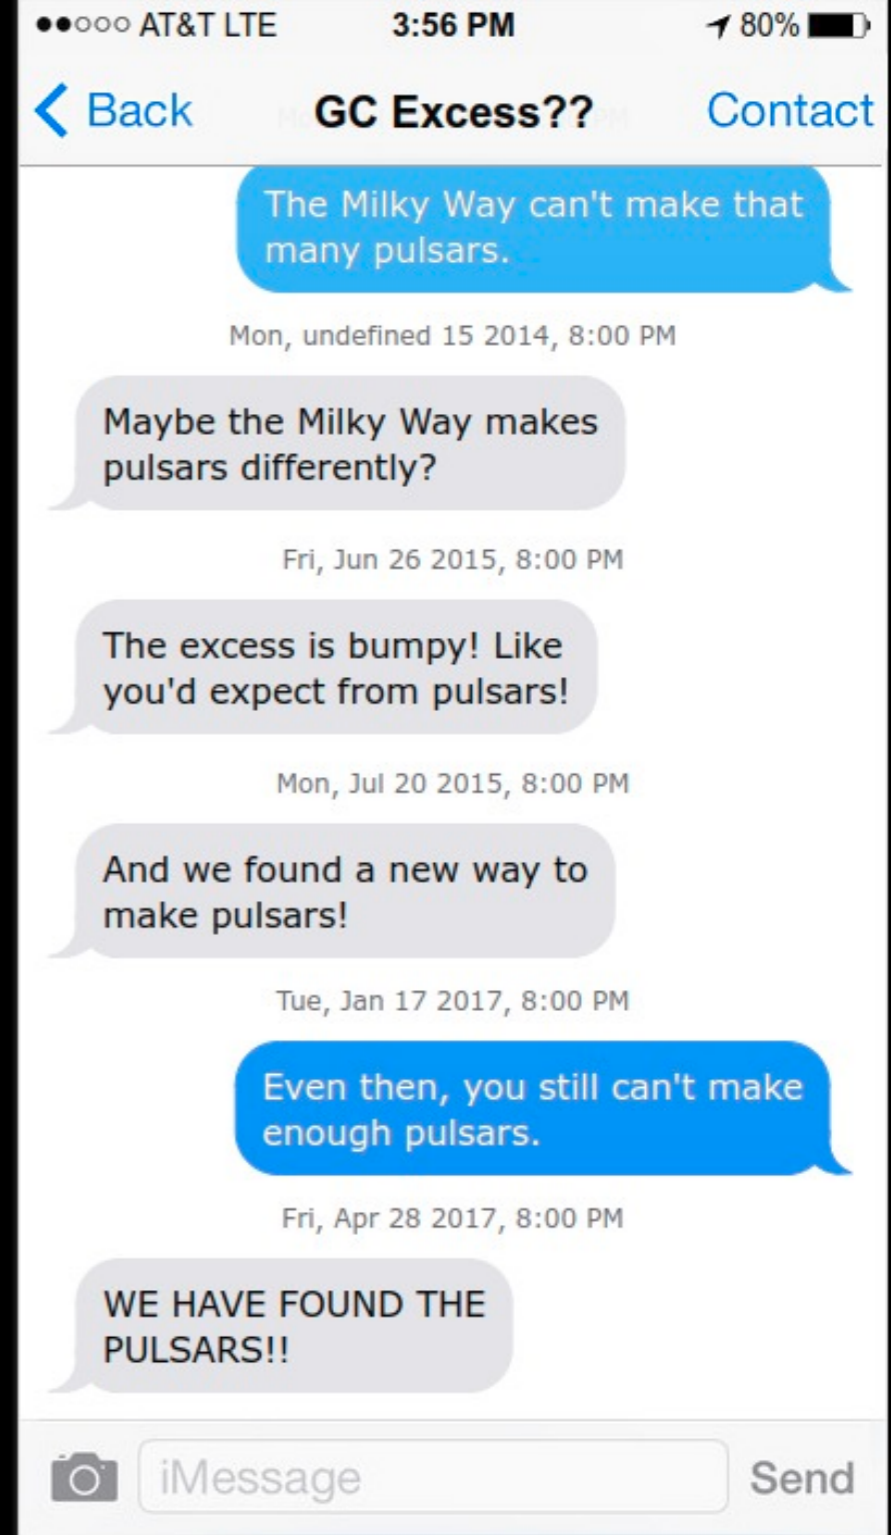 AT&T LTE 3:56 PM 80%
Back GC Excess?? Contact
The Milky Way can't make that
many pulsars.
Mon, undefined 15 2014, 8:00 PM
Maybe the Milky Way makes
pulsars differently?
Fri, Jun 26 2015, 8:00 PM
The excess is bumpy! Like
you'd expect from pulsars!
Mon, Jul 20 2015, 8:00 PM
And we found a new way to
make pulsars!
Tue, Jan 17 2017, 8:00 PM
Even then, you still can't make
enough pulsars.
Fri, Apr 28 2017, 8:00 PM
WE HAVE FOUND THE
PULSARS!!
iMessage Send